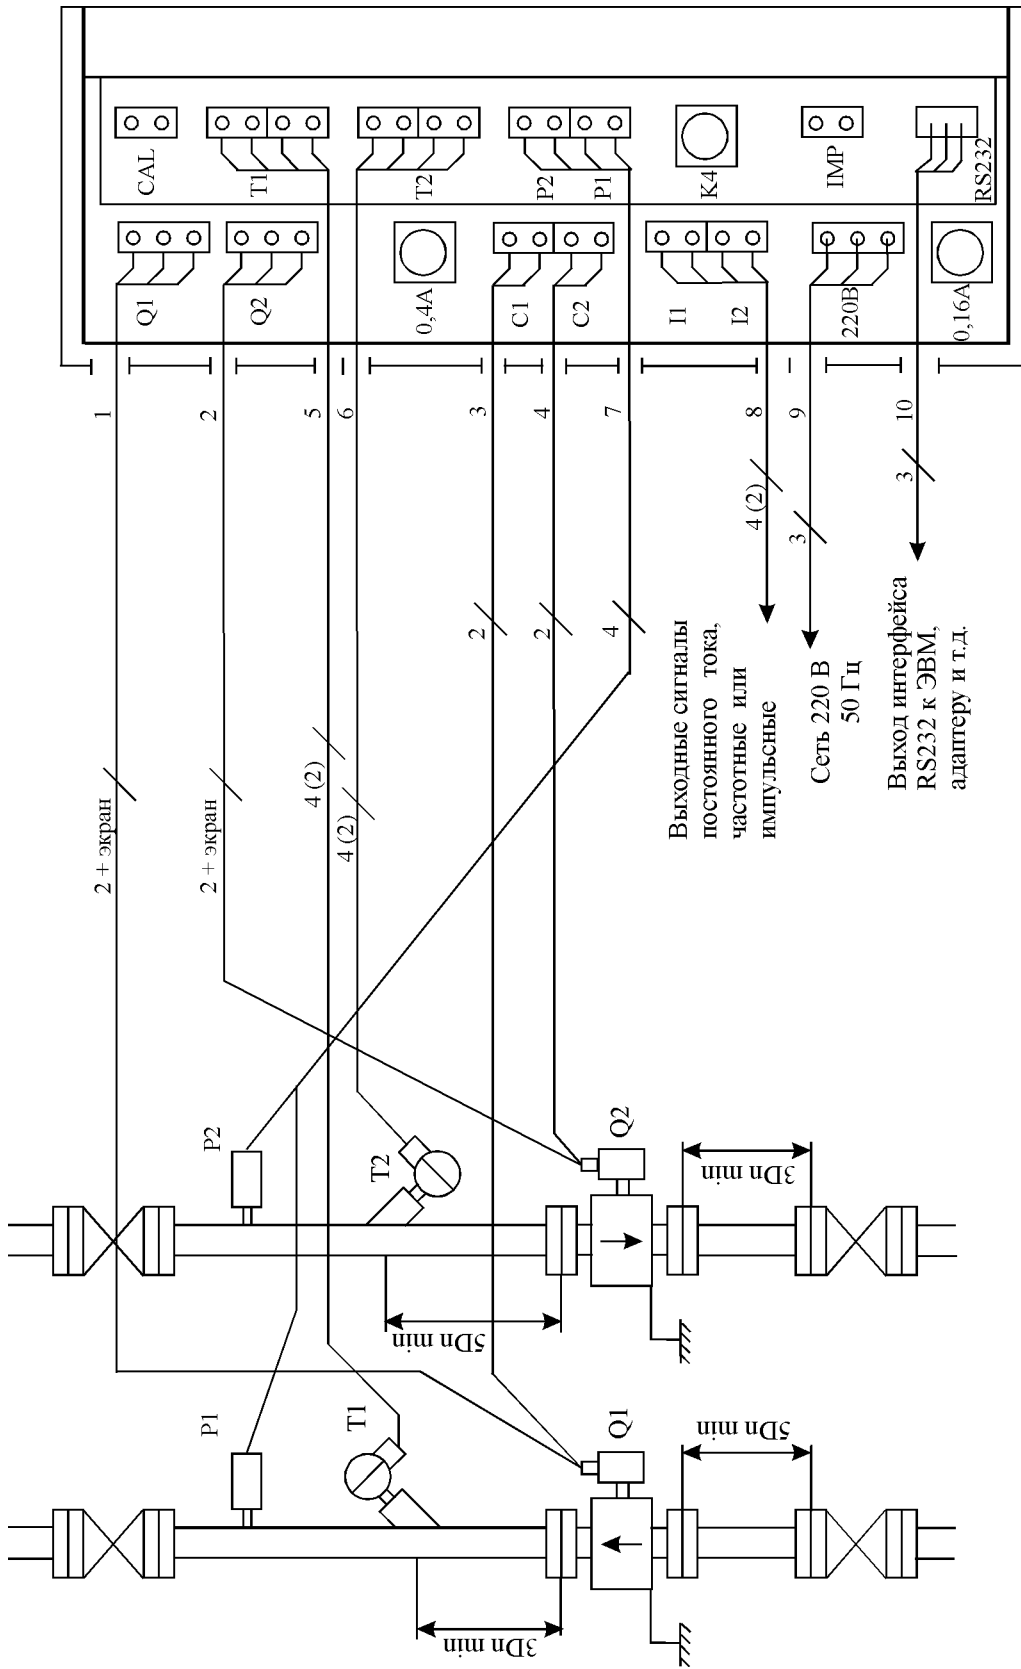 CAL
T1
T2
P2
P1
K4
IMP
RS232
Q1
Q2
0,4A
C1
C2
I1
I2
220В
0,16A
1
2
5
6
3
4
7
8
9
10
2 + экран
2 + экран
4 (2)
4 (2)
2
2
4
4 (2)
3
3
Выходные сигналы
постоянного тока,
частотные или
импульсные
Сеть 220 В
50 Гц
Выход интерфейса
RS232 к ЭВМ,
адаптеру и т.д.
P2
T2
Q2
5Dn min
3Dn min
P1
T1
Q1
3Dn min
5Dn min